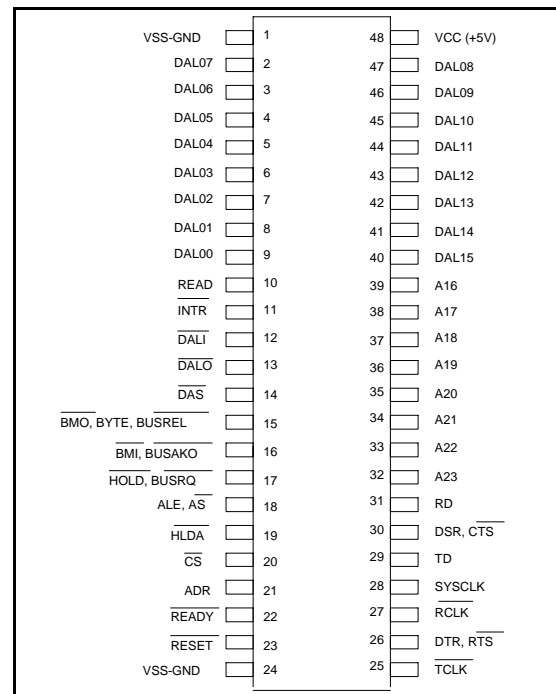 VSS-GND 1 48 VCC (+5V)
DAL07 2 47 DAL08
DAL06 3 46 DAL09
DAL05 4 45 DAL10
DAL04 5 44 DAL11
DAL03 6 43 DAL12
DAL02 7 42 DAL13
DAL01 8 41 DAL14
DAL00 9 40 DAL15
READ 10 39 A16
INTR 11 38 A17
DALI 12 37 A18
DALO 13 36 A19
DAS 14 35 A20
BMO, BYTE, BUSREL 15 34 A21
BMI, BUSAKO 16 33 A22
HOLD, BUSRQ 17 32 A23
ALE, AS 18 31 RD
HLDA 19 30 DSR, CTS
CS 20 29 TD
ADR 21 28 SYSCLK
READY 22 27 RCLK
RESET 23 26 DTR, RTS
VSS-GND 24 25 TCLK